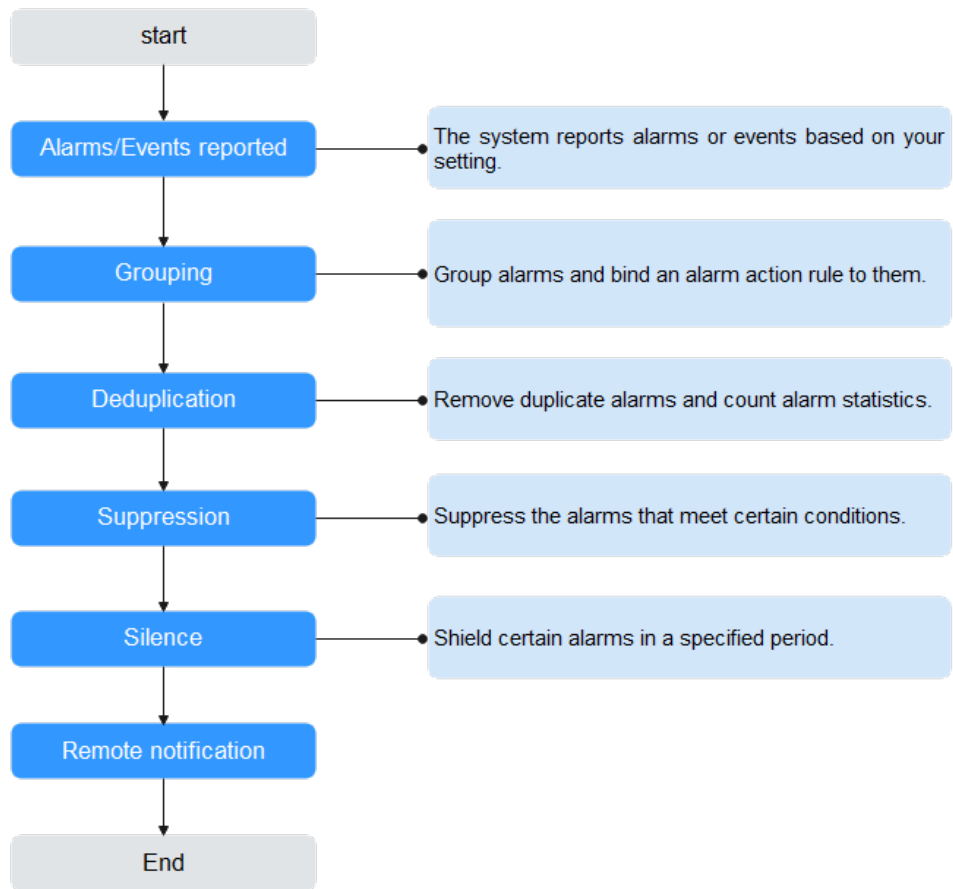 start
Alarms/Events reported
The system reports alarms or events based on your
setting.
Grouping
Group alarms and bind an alarm action rule to them.
Deduplication
Remove duplicate alarms and count alarm statistics.
Suppression
Suppress the alarms that meet certain conditions.
Silence
Shield certain alarms in a specified period.
Remote notification
End